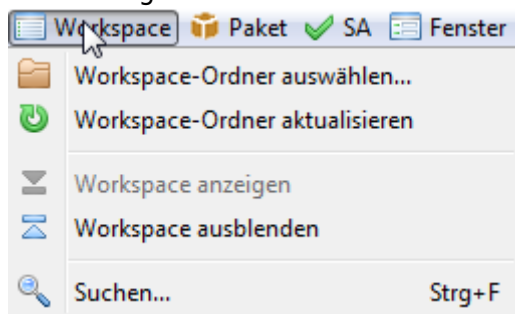 Workspace Paket SA Fenster
Workspace-Ordner auswählen...
Workspace-Ordner aktualisieren
Workspace anzeigen
Workspace ausblenden
Suchen... Strg+F